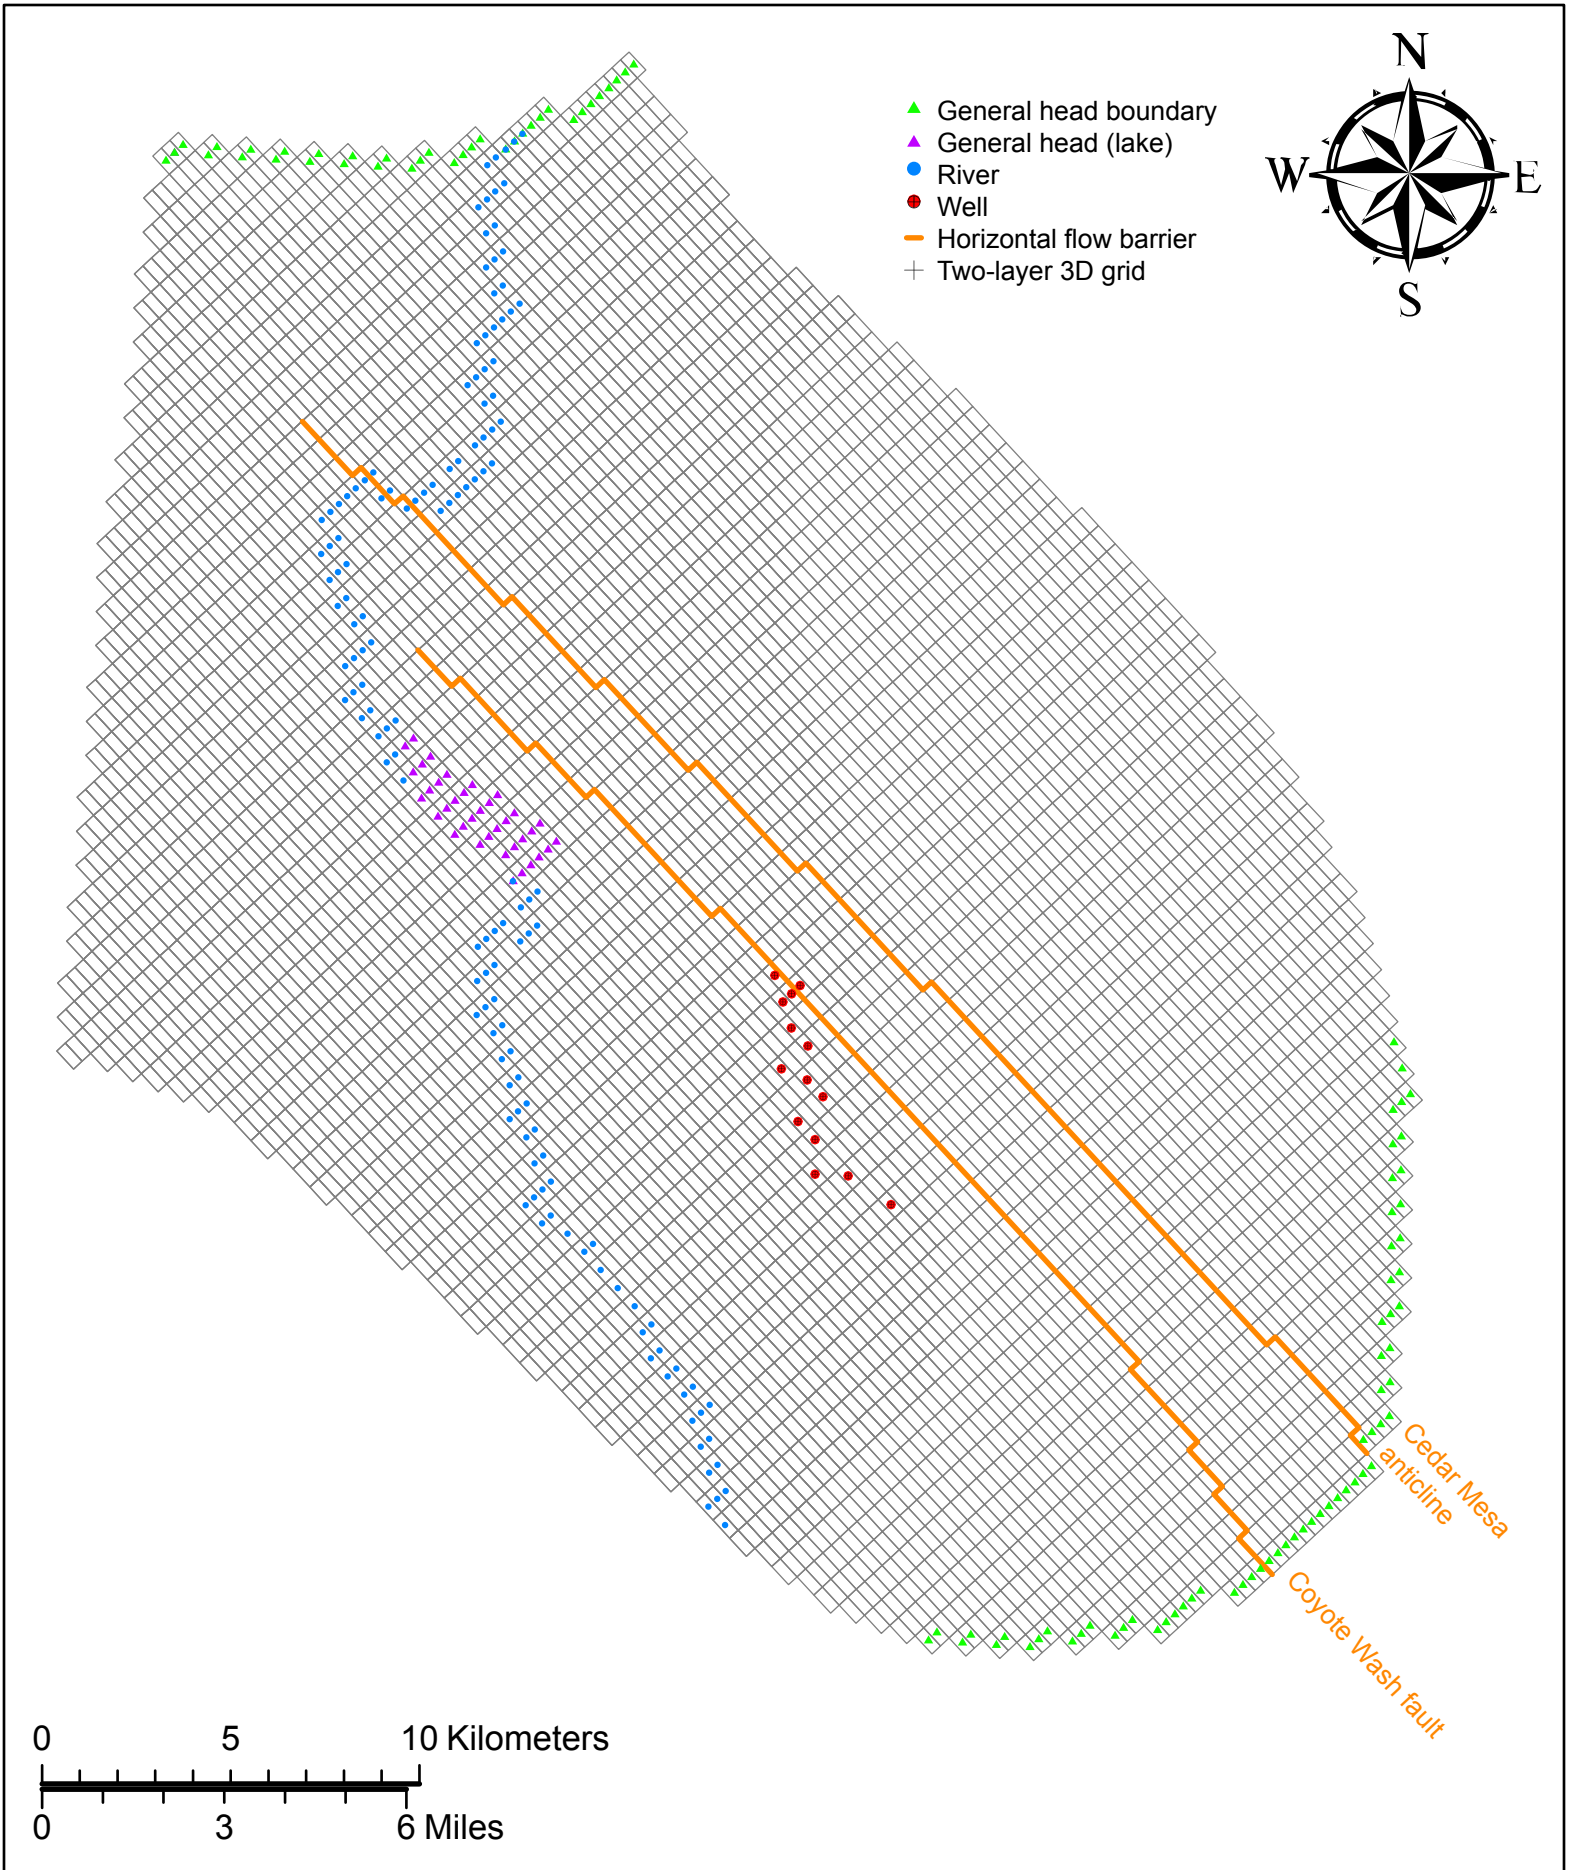 N
W
E
S
General head boundary
General head (lake)
River
Well
Horizontal flow barrier
Two-layer 3D grid
Cedar Mesa
anticline
Coyote Wash fault
0 5 10 Kilometers
0 3 6 Miles